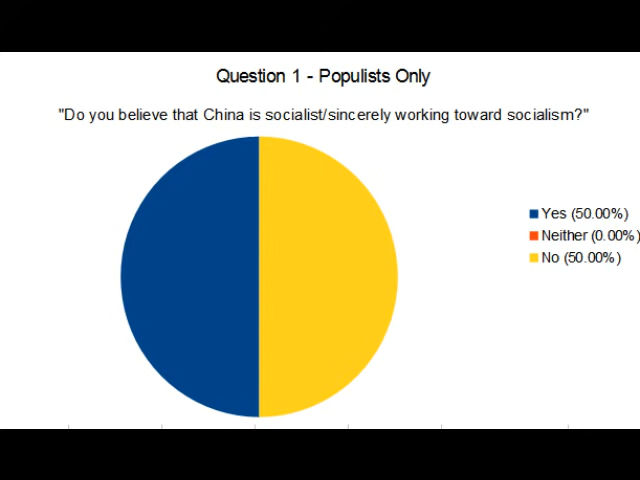 Question 1 - Populists Only
"Do you believe that China is socialist/sincerely working toward socialism?"
Yes (50.00%)
Neither (0.00%)
No (50.00%)